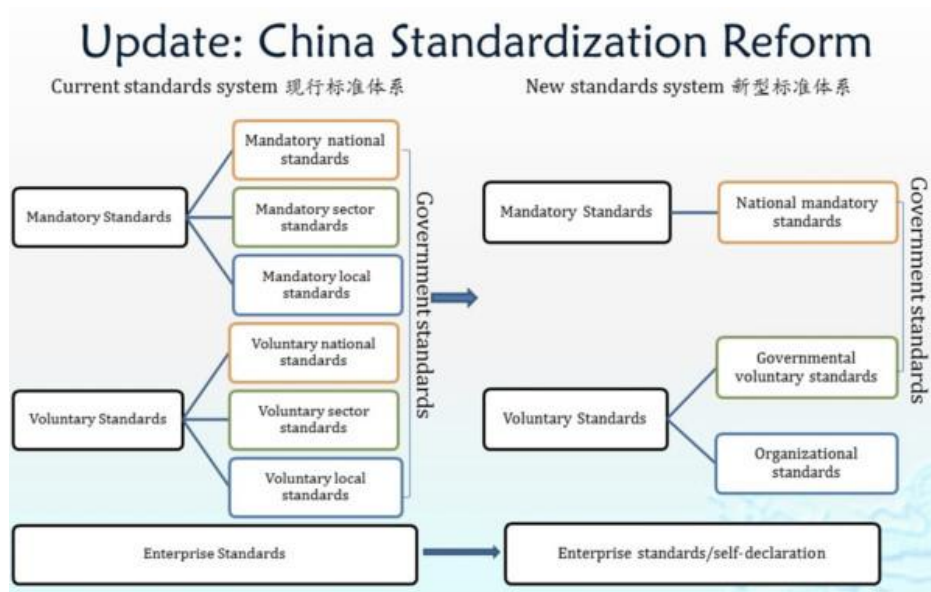 Update: China Standardization Reform
Current standards system 现行标准体系
Mandatory Standards
Mandatory national
standards
Mandatory sector
standards
Mandatory local
standards
Voluntary Standards
Voluntary national
standards
Voluntary sector
standards
Voluntary local
standards
Government standards
Enterprise Standards
New standards system 新型标准体系
Mandatory Standards
National mandatory
standards
Voluntary Standards
Governmental
voluntary standards
Organizational
standards
Government standards
Enterprise standards/self-declaration